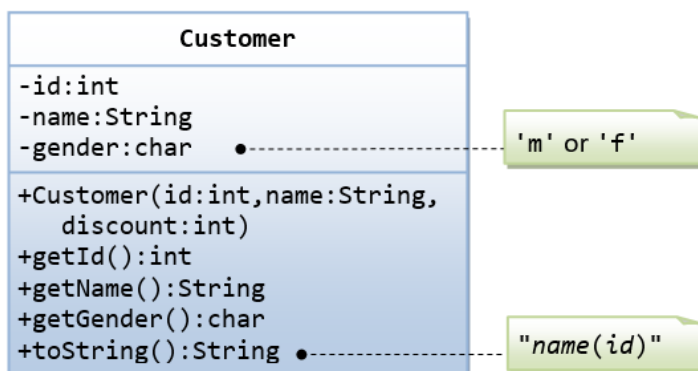 Customer
-id:int
-name:String
-gender:char
'm' or 'f'
+Customer(id:int,name:String,
discount:int)
+getId():int
+getName():String
+getGender():char
+toString():String
"name(id)"